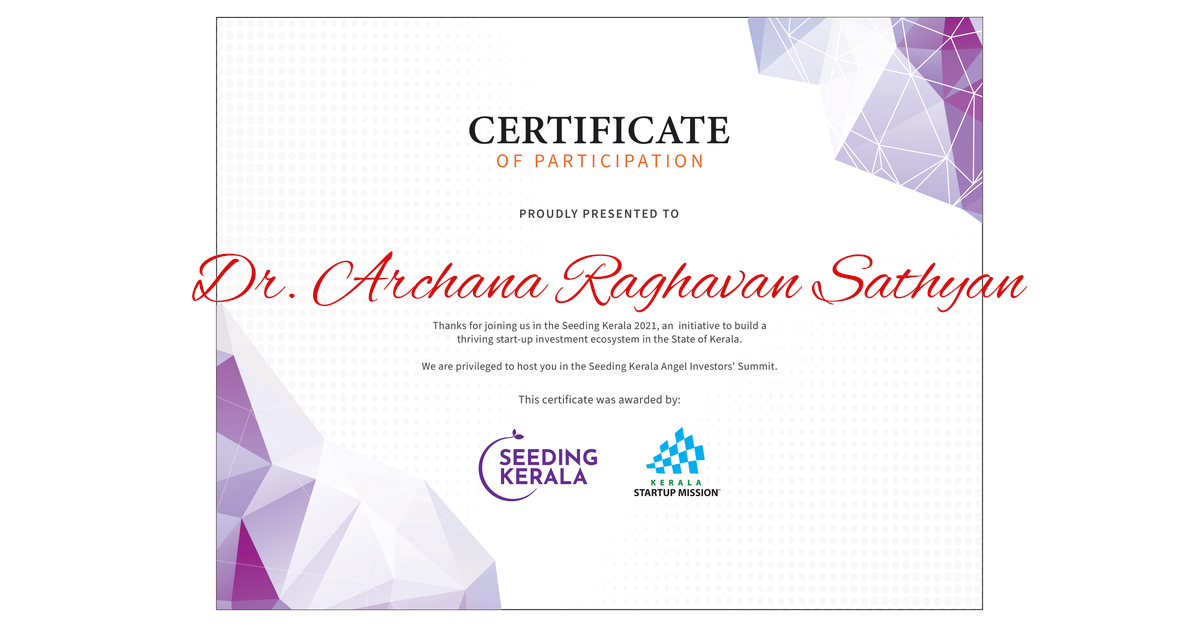 CERTIFICATE
OF PARTICIPATION
PROUDLY PRESENTED TO
Dr. Archana Raghavan Sathyan
Thanks for joining us in the Seeding Kerala 2021, an initiative to build a
thriving start-up investment ecosystem in the State of Kerala.
We are privileged to host you in the Seeding Kerala Angel Investors' Summit.
This certificate was awarded by:
SEEDING
KERALA
KERALA
STARTUP MISSION